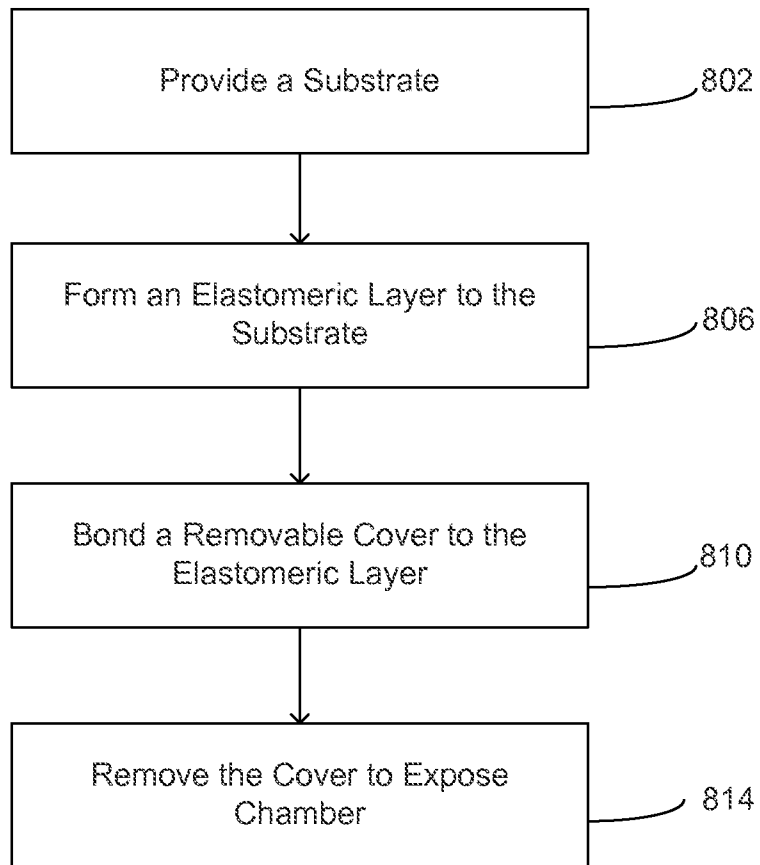 Provide a Substrate
802
Form an Elastomeric Layer to the
Substrate
806
Bond a Removable Cover to the
Elastomeric Layer
810
Remove the Cover to Expose
Chamber
814